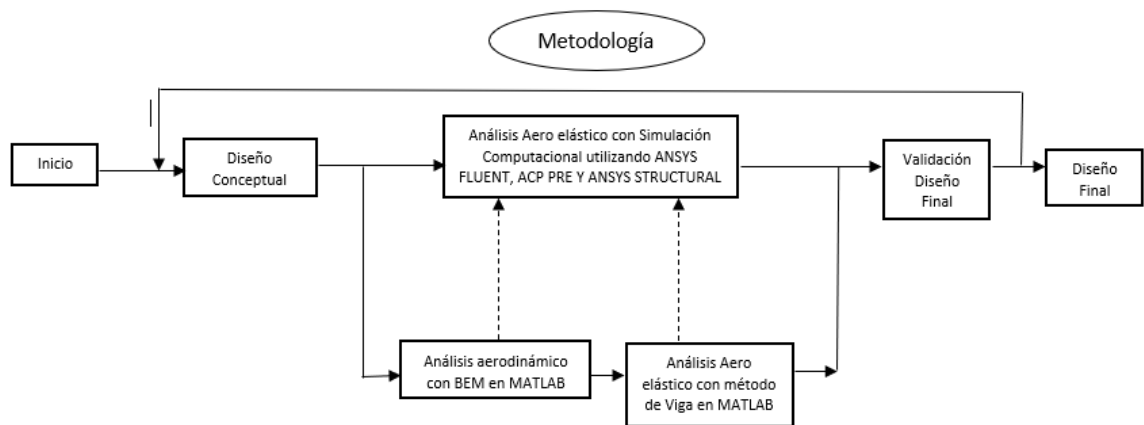 Metodología
Inicio
Diseño
Conceptual
Análisis Aero elástico con Simulación
Computacional utilizando ANSYS
FLUENT, ACP PRE Y ANSYS STRUCTURAL
Validación
Diseño
Final
Diseño
Final
Análisis aerodinámico
con BEM en MATLAB
Análisis Aero
elástico con método
de Viga en MATLAB